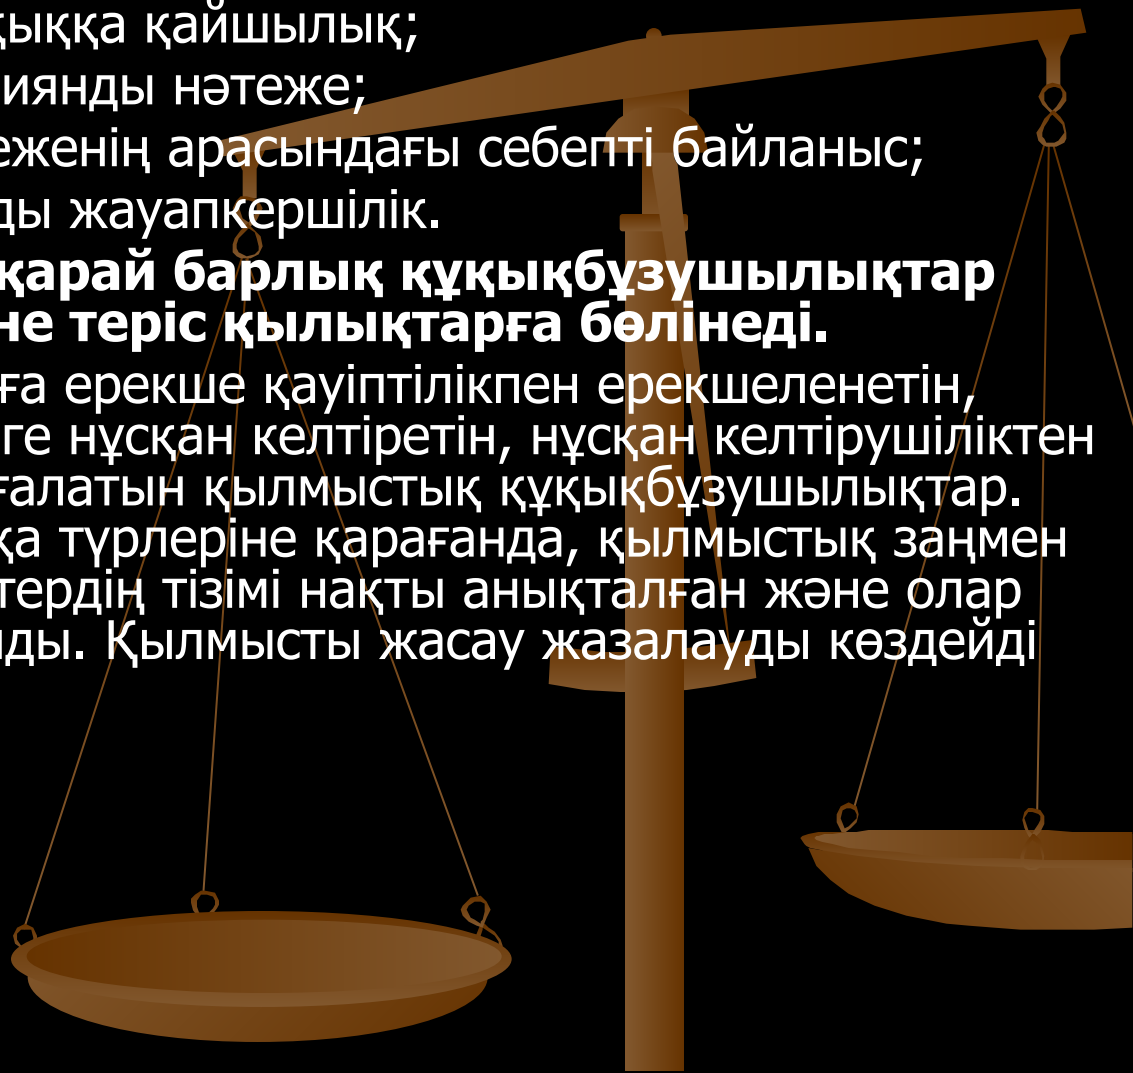 қыққа қайшылық;
иянды нәтеже;
еженің арасындағы себепті байланыс;
ды жауапкершілік.
қарай барлық құқықбұзушылықтар
не теріс қылықтарға бөлінеді.
ға ерекше қауіптілікпен ерекшеленетін,
ге нұсқан келтіретін, нұсқан келтірушіліктен
ғалатын қылмыстық құқықбұзушылықтар.
қа түрлеріне қарағанда, қылмыстық заңмен
тердің тізімі нақты анықталған және олар
ды. Қылмысты жасау жазалауды көздейді